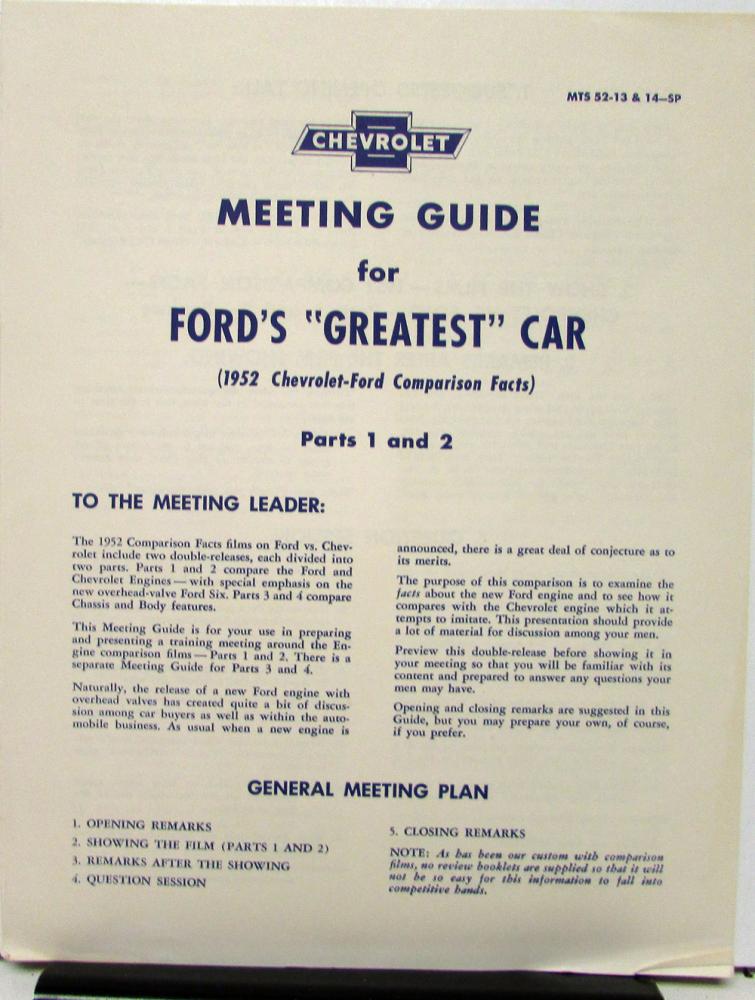 MTS 52-13 & 14—SP
CHEVROLET
MEETING GUIDE
for
FORD'S "GREATEST" CAR
(1952 Chevrolet-Ford Comparison Facts)
Parts 1 and 2
TO THE MEETING LEADER:
The 1952 Comparison Facts films on Ford vs. Chev-
rolet include two double-releases, each divided into
two parts. Parts 1 and 2 compare the Ford and
Chevrolet Engines — with special emphasis on the
new overhead-valve Ford Six. Parts 3 and 4 compare
Chassis and Body features.
This Meeting Guide is for your use in preparing
and presenting a training meeting around the En-
gine comparison films — Parts 1 and 2. There is a
separate Meeting Guide for Parts 3 and 4.
Naturally, the release of a new Ford engine with
overhead valves has created quite a bit of discus-
sion among car buyers as well as within the auto-
mobile business. As usual when a new engine is
announced, there is a great deal of conjecture as to
its merits.
The purpose of this comparison is to examine the
facts about the new Ford engine and to see how it
compares with the Chevrolet engine which it at-
tempts to imitate. This presentation should provide
a lot of material for discussion among your men.
Preview this double-release before showing it in
your meeting so that you will be familiar with its
content and prepared to answer any questions your
men may have.
Opening and closing remarks are suggested in this
Guide, but you may prepare your own, of course,
if you prefer.
GENERAL MEETING PLAN
1. OPENING REMARKS
2. SHOWING THE FILM (PARTS 1 AND 2)
3. REMARKS AFTER THE SHOWING
4. QUESTION SESSION
5. CLOSING REMARKS
NOTE: As has been our custom with comparison
films, no review booklets are supplied so that it will
not be so easy for this information to fall into
competitive hands.